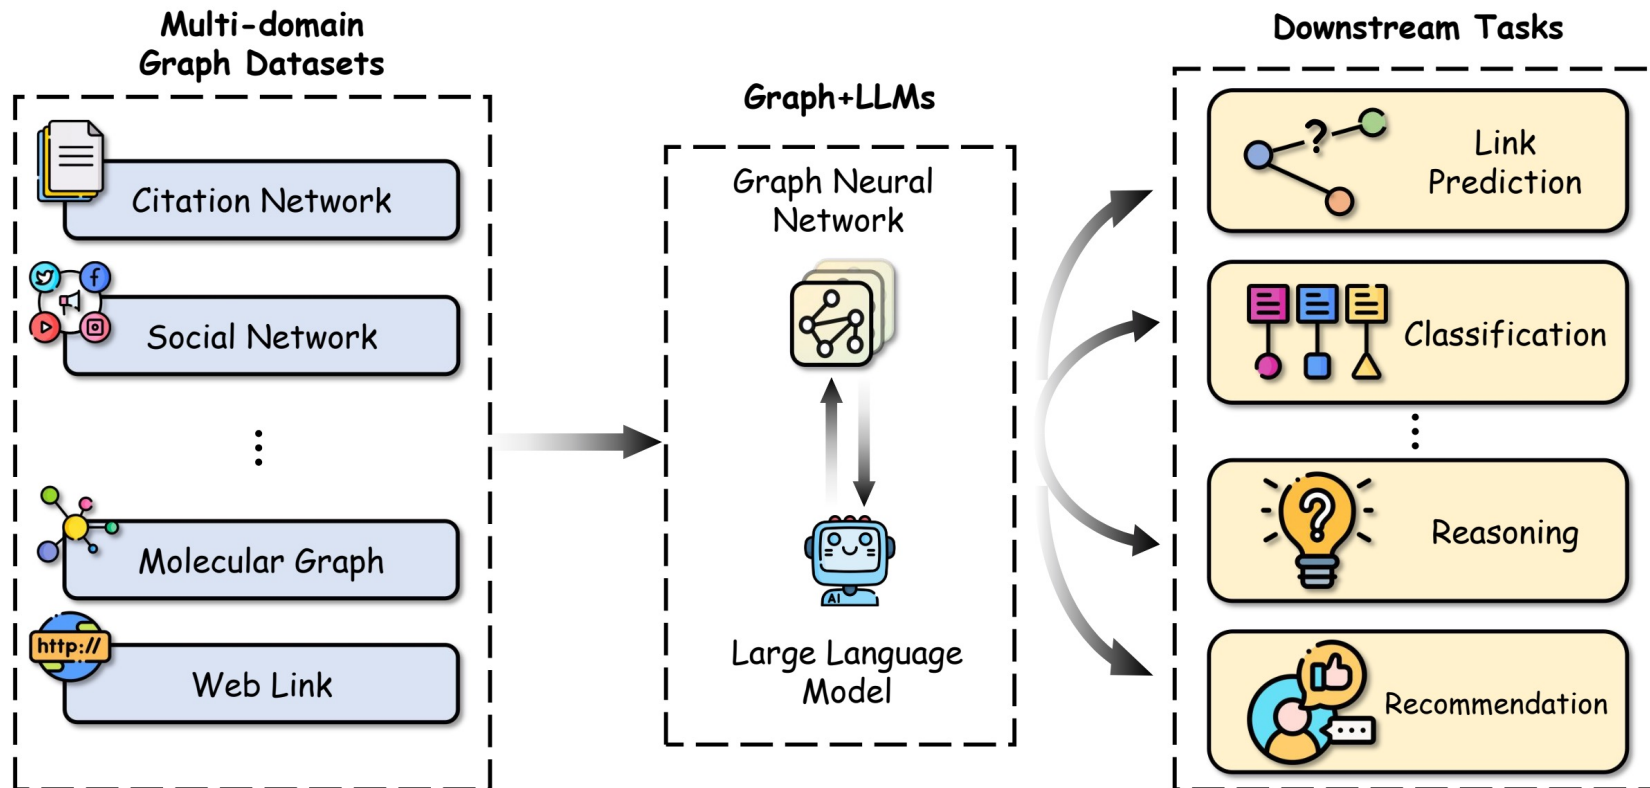 Multi-domain
Graph Datasets
Citation Network
Social Network
Molecular Graph
http://
Web Link
Graph+LLMs
Graph Neural
Network
AI
Large Language
Model
Downstream Tasks
?
Link
Prediction
Classification
?
Reasoning
Recommendation